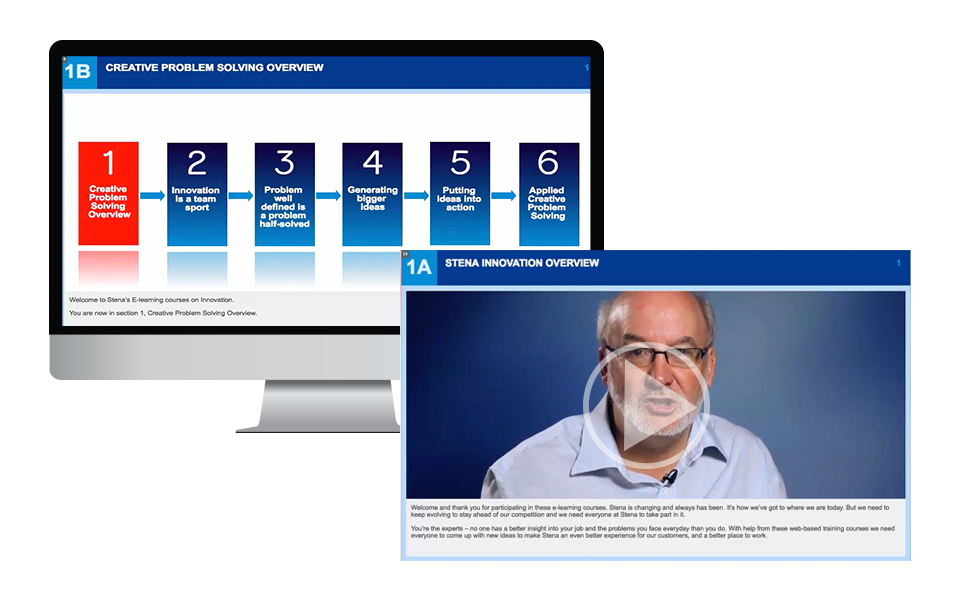 1B CREATIVE PROBLEM SOLVING OVERVIEW 1
1
Creative
Problem
Solving
Overview
2
Innovation
is a team
sport
3
Problem
well
defined is
a problem
half-solved
4
Generating
bigger
ideas
5
Putting
ideas into
action
6
Applied
Creative
Problem
Solving
Welcome to Stena's E-learning courses on Innovation.
You are now in section 1, Creative Problem Solving Overview.
1A STENA INNOVATION OVERVIEW 1
Welcome and thank you for participating in these e-learning courses. Stena is changing and always has been. It's how we've got to where we are today. But we need to
keep evolving to stay ahead of our competition and we need everyone at Stena to take part in it.
You're the experts – no one has a better insight into your job and the problems you face everyday than you do. With help from these web-based training courses we need
everyone to come up with new ideas to make Stena an even better experience for our customers, and a better place to work.